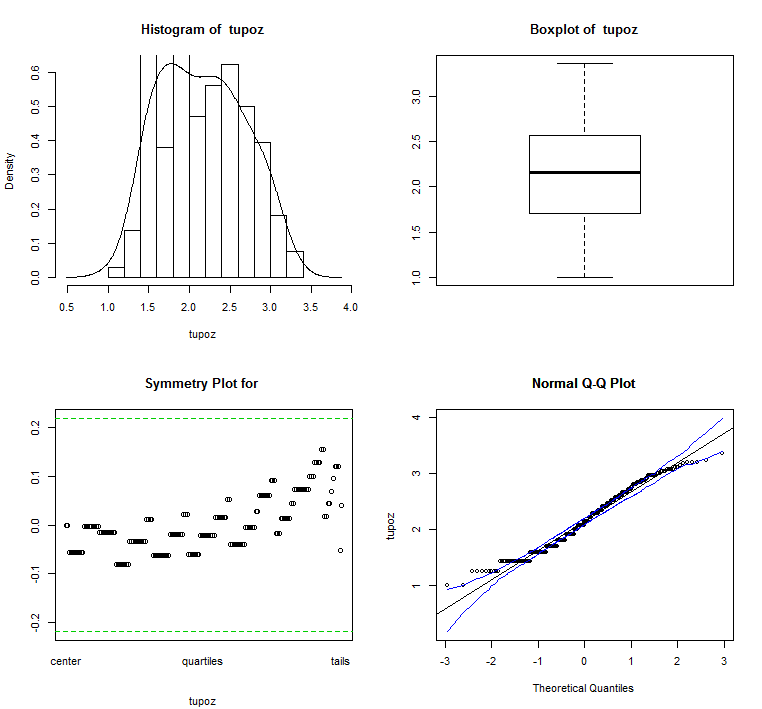 Histogram of  tupoz
Density
0.0 0.1 0.2 0.3 0.4 0.5 0.6
0.5 1.0 1.5 2.0 2.5 3.0 3.5 4.0
tupoz
Boxplot of  tupoz
1.0 1.5 2.0 2.5 3.0
Symmetry Plot for
-0.2 -0.1 0.0 0.1 0.2
center quartiles tails
tupoz
Normal Q-Q Plot
tupoz
1 2 3 4
-3 -2 -1 0 1 2 3
Theoretical Quantiles